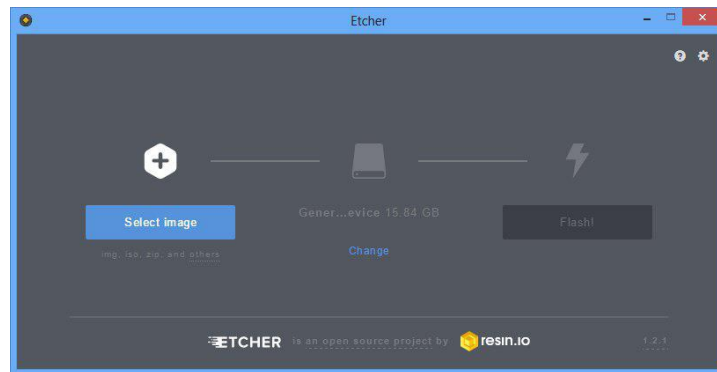 Etcher
Select image
Gener...evice 15.84 GB
Flash!
img, iso, zip, and others
Change
ETCHER is an open source project by resin.io
1.2.1